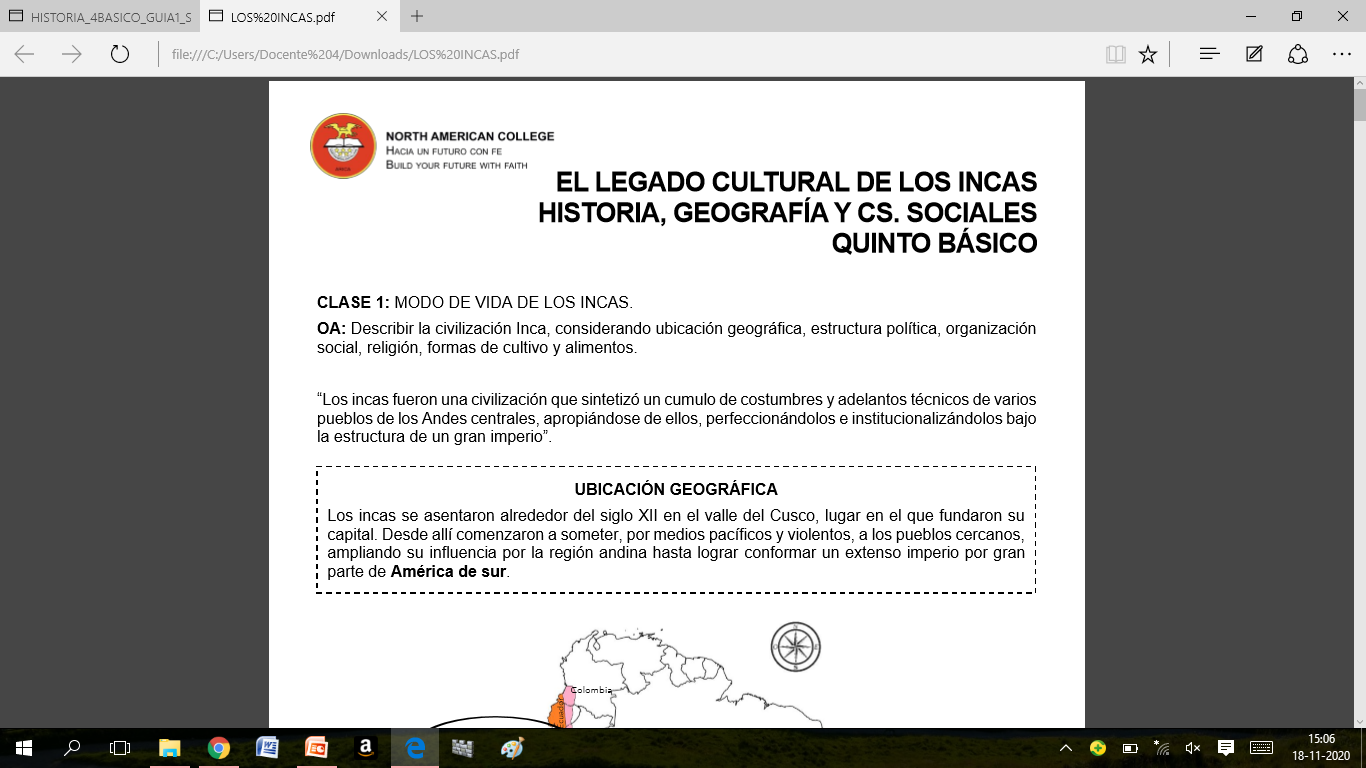 HISTORIA_4BASICO_GUIA1_S
LOS%20INCAS.pdf
file:///C:/Users/Docente%204/Downloads/LOS%20INCAS.pdf
NORTH AMERICAN COLLEGE
HACIA UN FUTURO CON FE
BUILD YOUR FUTURE WITH FAITH
EL LEGADO CULTURAL DE LOS INCAS
HISTORIA, GEOGRAFÍA Y CS. SOCIALES
QUINTO BÁSICO
CLASE 1: MODO DE VIDA DE LOS INCAS.
OA: Describir la civilización Inca, considerando ubicación geográfica, estructura política, organización
social, religión, formas de cultivo y alimentos.
“Los incas fueron una civilización que sintetizó un cumulo de costumbres y adelantos técnicos de varios
pueblos de los Andes centrales, apropiándose de ellos, perfeccionándolos e institucionalizándolos bajo
la estructura de un gran imperio”.
UBICACIÓN GEOGRÁFICA
Los incas se asentaron alrededor del siglo XII en el valle del Cusco, lugar en el que fundaron su
capital. Desde allí comenzaron a someter, por medios pacíficos y violentos, a los pueblos cercanos,
ampliando su influencia por la región andina hasta lograr conformar un extenso imperio por gran
parte de América de sur.
Colombia
15:06
18-11-2020